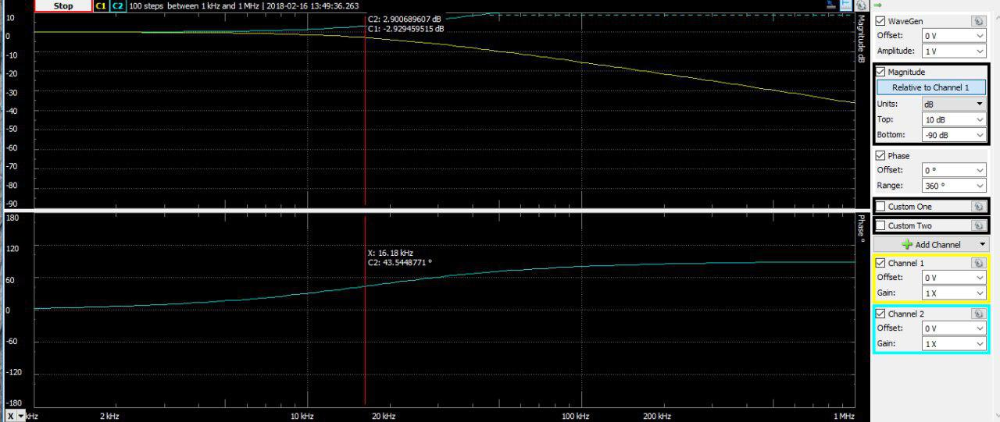 Stop C1 C2 100 steps between 1 kHz and 1 MHz | 2018-02-16 13:49:36.263
10
0
-10
-20
-30
-40
-50
-60
-70
-80
-90
C2: 2.900689607 dB
C1: -2.929459515 dB
Magnitude dB
180
120
60
0
-60
-120
-180
X: 16.18 kHz
C2: 43.5448771 °
Phase °
X kHz 2 kHz 10 kHz 20 kHz 100 kHz 200 kHz 1 MHz
WaveGen
Offset: 0 V
Amplitude: 1 V
Magnitude
Relative to Channel 1
Units: dB
Top: 10 dB
Bottom: -90 dB
Phase
Offset: 0 °
Range: 360 °
Custom One
Custom Two
Add Channel
Channel 1
Offset: 0 V
Gain: 1 X
Channel 2
Offset: 0 V
Gain: 1 X